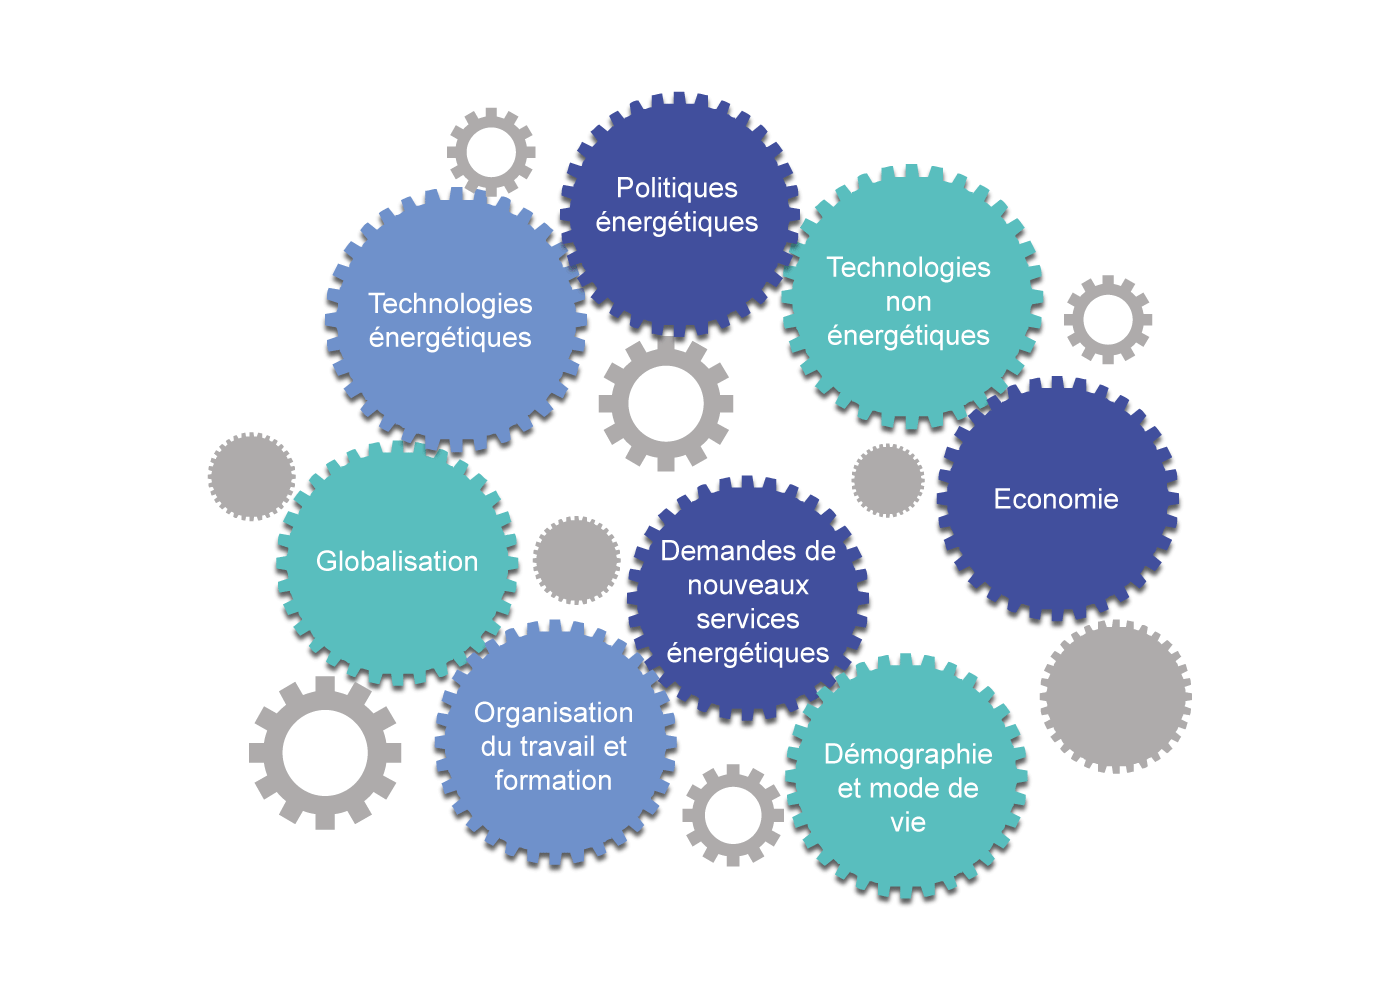 Politiques
énergétiques
Technologies
non
énergétiques
Technologies
énergétiques
Economie
Globalisation
Demandes de
nouveaux
services
énergétiques
Organisation
du travail et
formation
Démographie
et mode de
vie